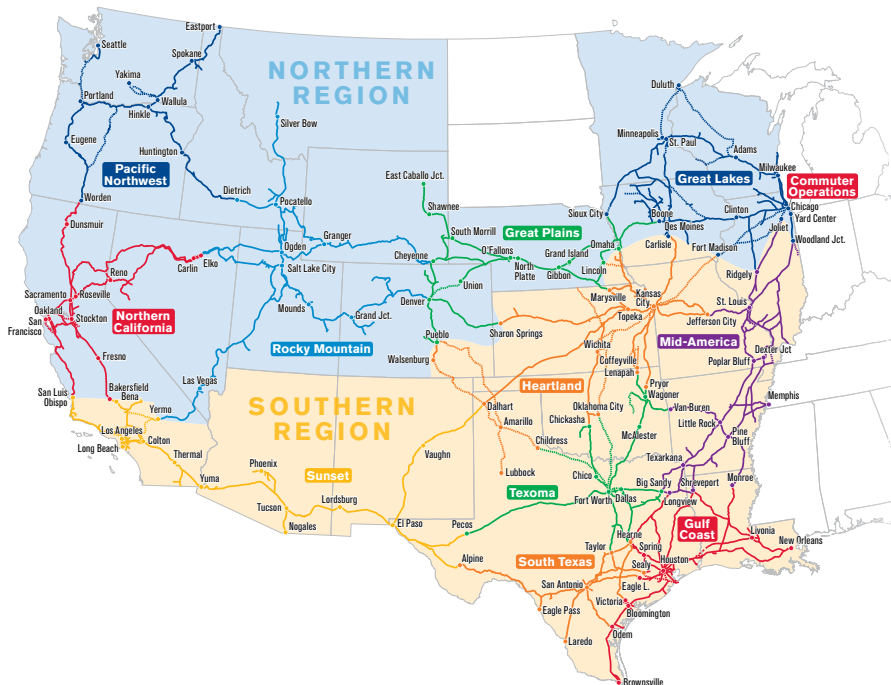 Eastport
Seattle
Spokane
Yakima
Wallula
Portland
Hinkle
Eugene
Huntington
Pacific
Northwest
Dietrich
Worden
Dunsmuir
NORTHERN
REGION
Silver Bow
Pocatello
East Caballo Jct.
Shawnee
South Morrill
Great Plains
O'Fallons
North
Platte
Grand Island
Gibbon
Omaha
Lincoln
Granger
Ogden
Cheyenne
Salt Lake City
Elko
Carlin
Reno
Sacramento
Roseville
Oakland
San
Francisco
Stockton
Northern
California
Fresno
Mounds
Grand Jct.
Denver
Union
Rocky Mountain
Pueblo
Walsenburg
Sharon Springs
Las Vegas
Duluth
Minneapolis
St. Paul
Adams
Milwaukee
Great Lakes
Commuter
Operations
Sioux City
Boone
Des Moines
Clinton
Chicago
Yard Center
Joliet
Woodland Jct.
Carlisle
Fort Madison
Ridgely
Marysville
Kansas
City
Topeka
St. Louis
Jefferson City
Mid-America
Dexter Jct
Poplar Bluff
Wichita
Coffeyville
Lenapah
Heartland
Pryor
Wagoner
Van Buren
Memphis
Little Rock
Pine
Bluff
San Luis
Obispo
Bakersfield
Bena
Yermo
Los Angeles
Long Beach
Colton
Thermal
Yuma
SOUTHERN
REGION
Phoenix
Sunset
Tucson
Lordsburg
Nogales
El Paso
Vaughn
Dalhart
Amarillo
Childress
Lubbock
Oklahoma City
Chickasha
McAlester
Chico
Texoma
Fort Worth
Dallas
Pecos
Texarkana
Big Sandy
Shreveport
Longview
Monroe
Gulf
Coast
Livonia
New Orleans
Alpine
South Texas
Taylor
Hearne
Spring
Sealy
Houston
San Antonio
Eagle L.
Eagle Pass
Victoria
Bloomington
Odem
Laredo
Brownsville